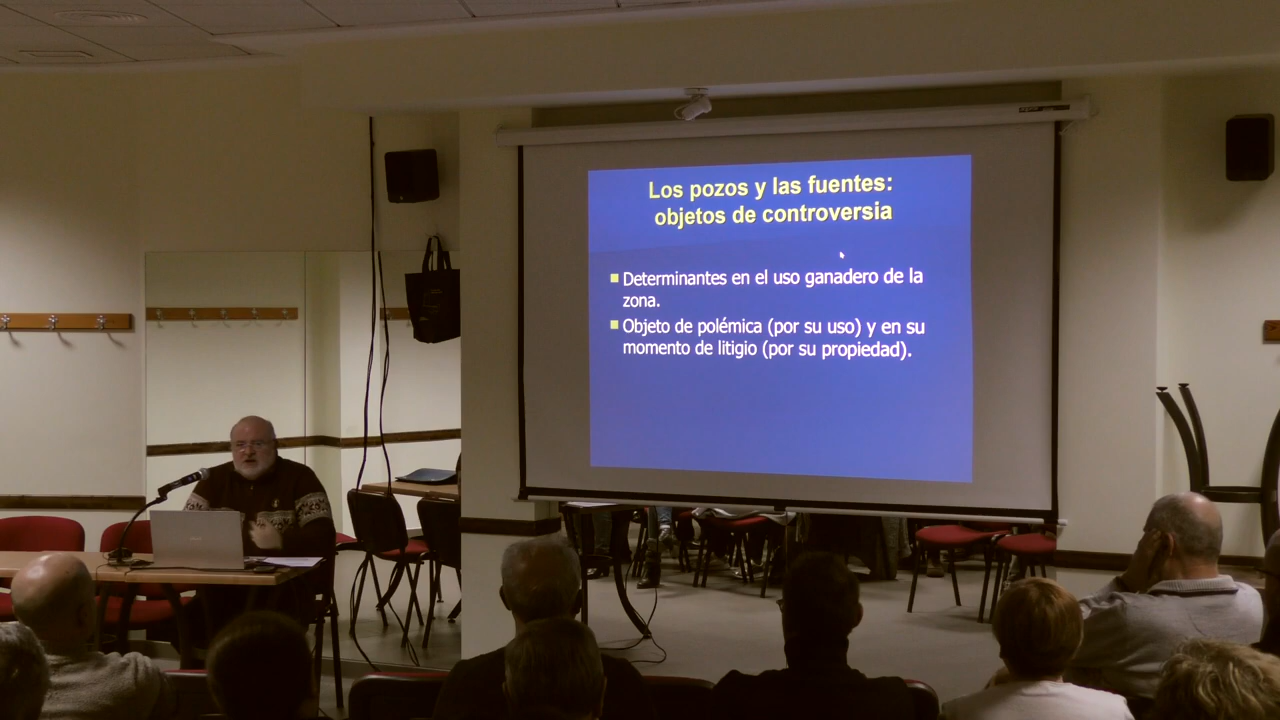 Los pozos y las fuentes:
objetos de controversia
Determinantes en el uso ganadero de la
zona.
Objeto de polémica (por su uso) y en su
momento de litigio (por su propiedad).